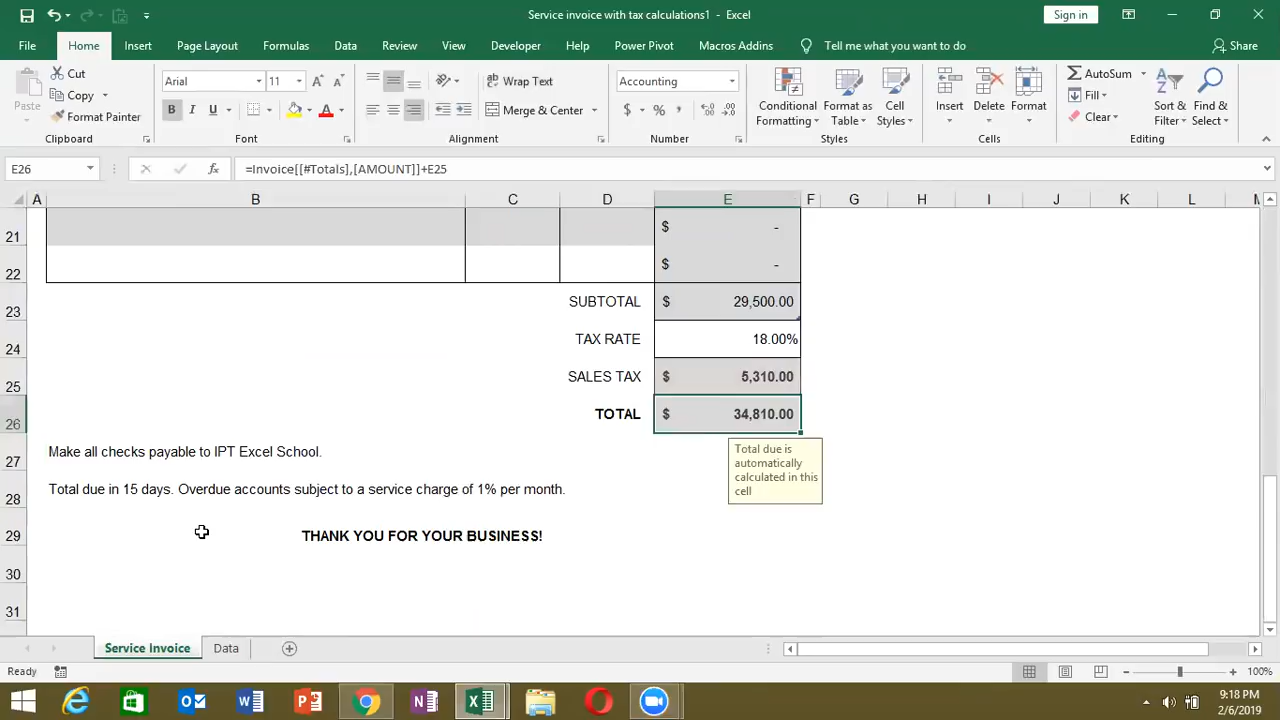 Service invoice with tax calculations1 - Excel
Sign in
File Home Insert Page Layout Formulas Data Review View Developer Help Power Pivot Macros Addins Tell me what you want to do Share
Paste
Cut
Copy
Format Painter
Clipboard
Arial 11
B I U
Font
Wrap Text
Merge & Center
Alignment
Accounting
$ % ,
Number
Conditional Formatting
Format as Table
Cell Styles
Styles
Insert
Delete
Format
Cells
AutoSum
Fill
Clear
Sort & Filter
Find & Select
Editing
E26 fx =Invoice[[#Totals],[AMOUNT]]+E25
A B C D E F G H I J K L M
21 $ -
22 $ -
23 SUBTOTAL $ 29,500.00
24 TAX RATE 18.00%
25 SALES TAX $ 5,310.00
26 TOTAL $ 34,810.00
27 Make all checks payable to IPT Excel School.
28 Total due in 15 days. Overdue accounts subject to a service charge of 1% per month.
29 THANK YOU FOR YOUR BUSINESS!
30
31
Total due is
automatically
calculated in this
cell
Service Invoice Data
Ready 100%
9:18 PM
2/6/2019